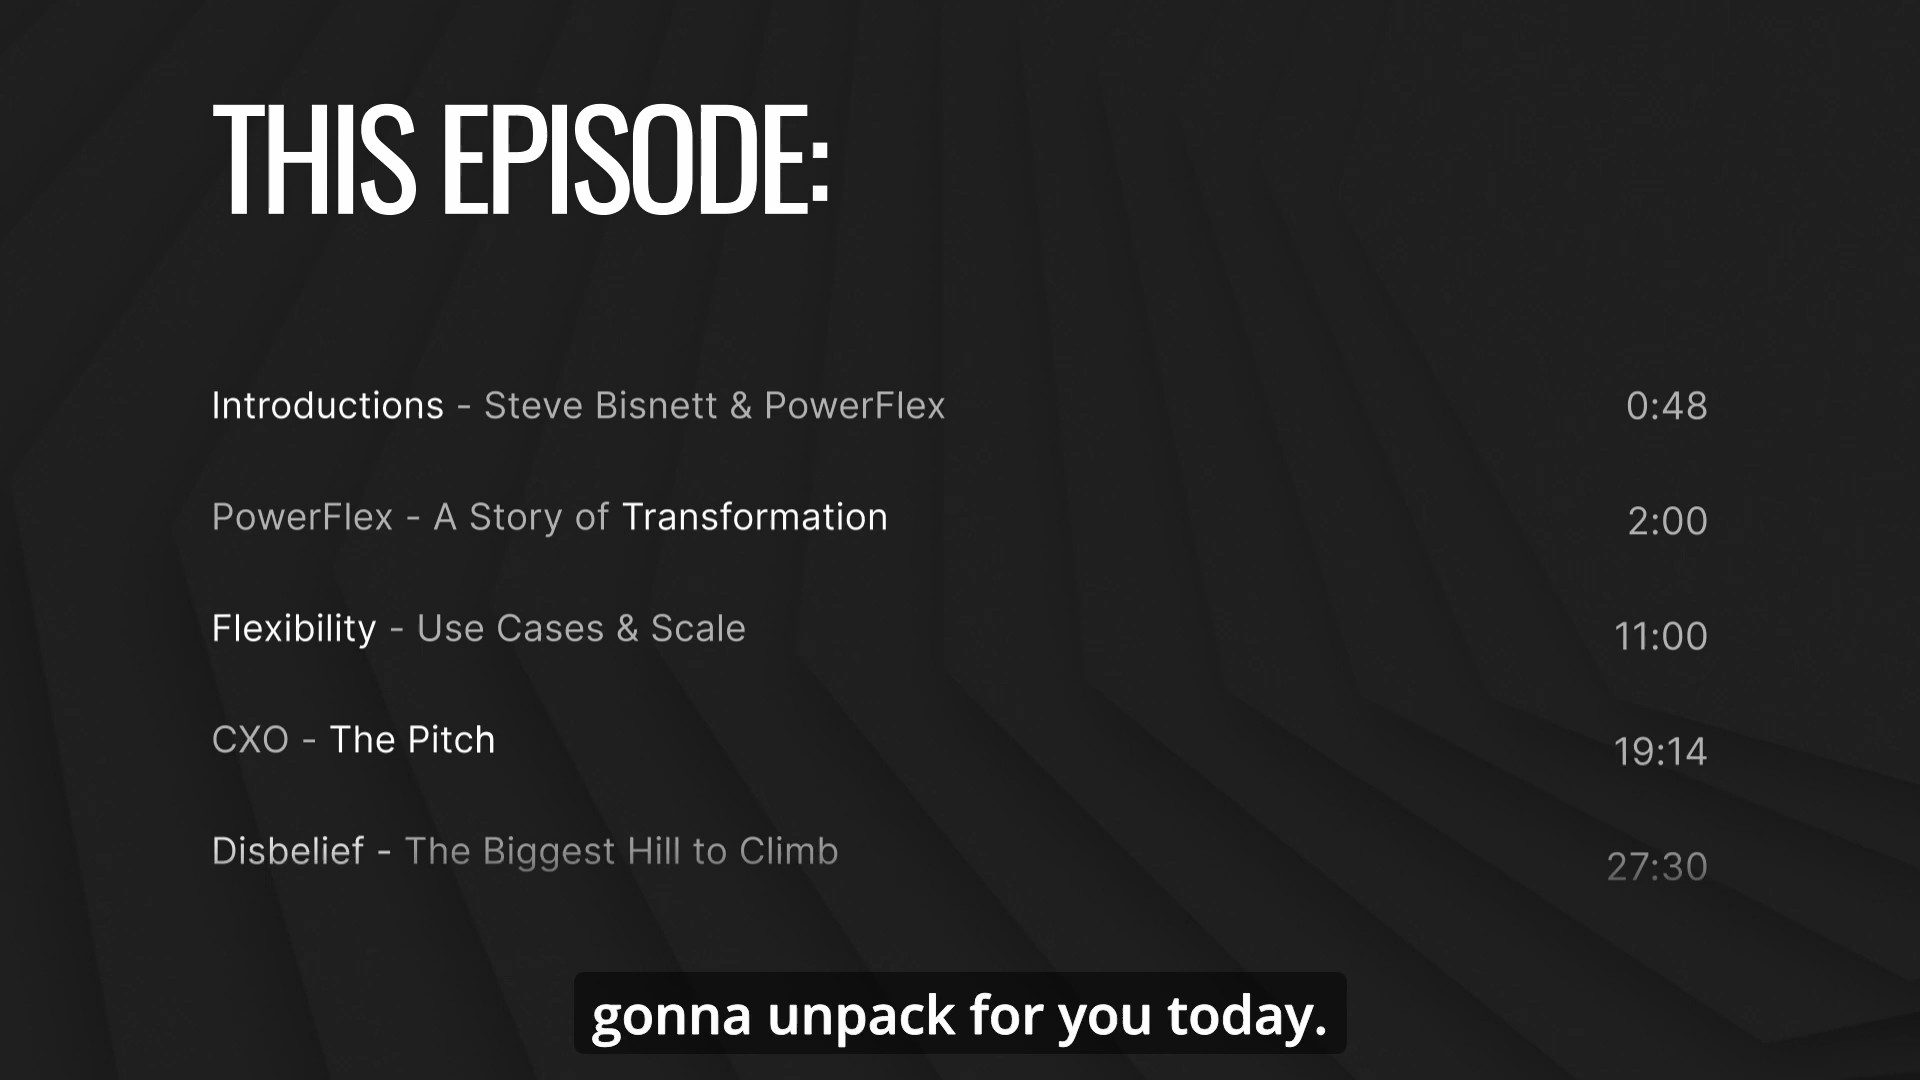 THIS EPISODE:
Introductions - Steve Bisnett & PowerFlex 0:48
PowerFlex - A Story of Transformation 2:00
Flexibility - Use Cases & Scale 11:00
CXO - The Pitch 19:14
Disbelief - The Biggest Hill to Climb 27:30
gonna unpack for you today.